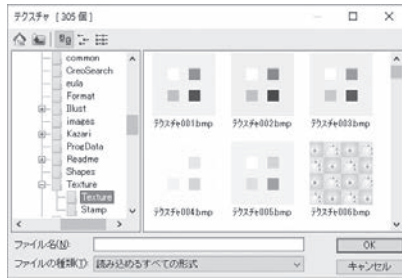 テクスチャ [305 個]
common
CreoSearch
eula
Format
Illust
images
Kazari
ProgData
Readme
Shapes
Texture
Texture
Stamp
テクスチャ001.bmp
テクスチャ002.bmp
テクスチャ003.bmp
テクスチャ004.bmp
テクスチャ005.bmp
テクスチャ006.bmp
ファイル名(N):
OK
ファイルの種類(T):
読み込めるすべての形式
キャンセル